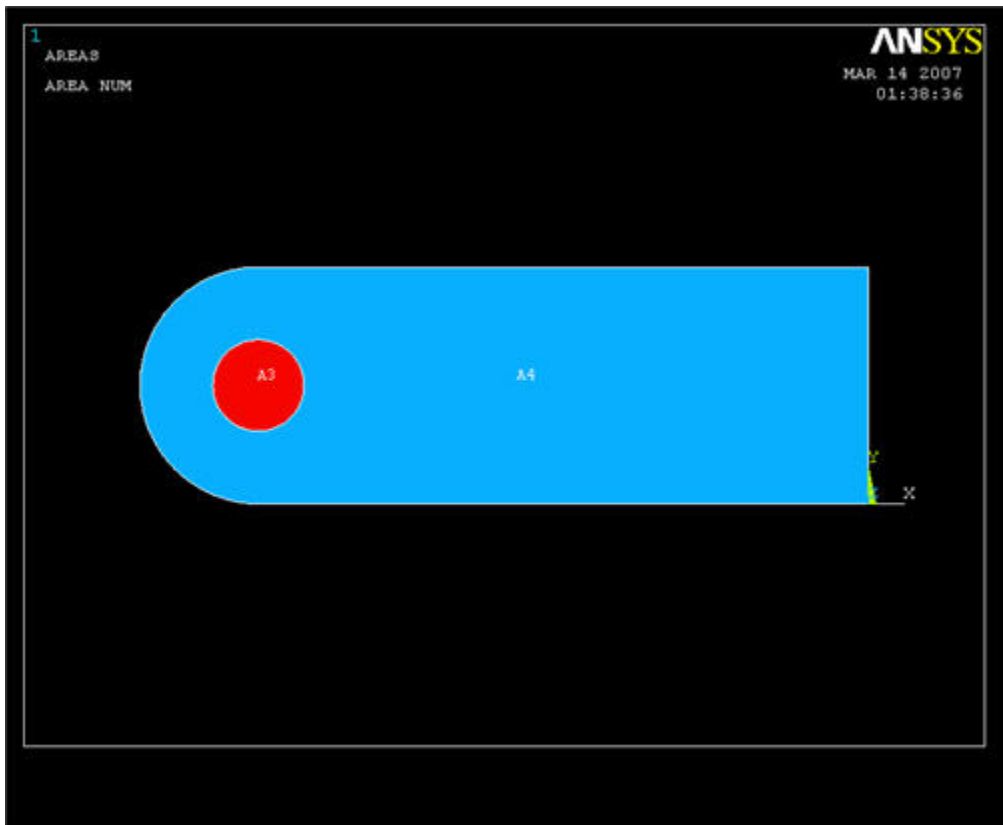 1
AREAS
AREA NUM
ANSYS
MAR 14 2007
01:38:36
A3
A4
Y
X